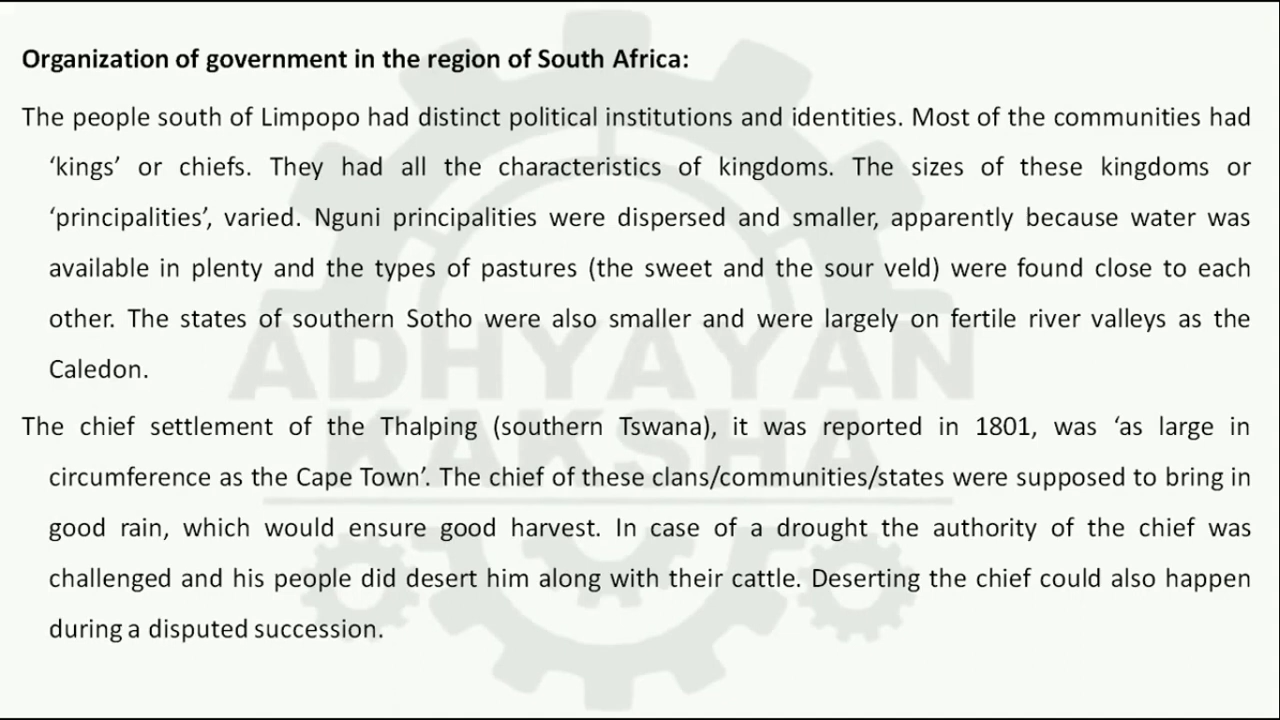 Organization of government in the region of South Africa:
The people south of Limpopo had distinct political institutions and identities. Most of the communities had
‘kings’ or chiefs. They had all the characteristics of kingdoms. The sizes of these kingdoms or
‘principalities’, varied. Nguni principalities were dispersed and smaller, apparently because water was
available in plenty and the types of pastures (the sweet and the sour veld) were found close to each
other. The states of southern Sotho were also smaller and were largely on fertile river valleys as the
Caledon.
The chief settlement of the Thalping (southern Tswana), it was reported in 1801, was ‘as large in
circumference as the Cape Town’. The chief of these clans/communities/states were supposed to bring in
good rain, which would ensure good harvest. In case of a drought the authority of the chief was
challenged and his people did desert him along with their cattle. Deserting the chief could also happen
during a disputed succession.
ADHYAYAN
KAKSHA